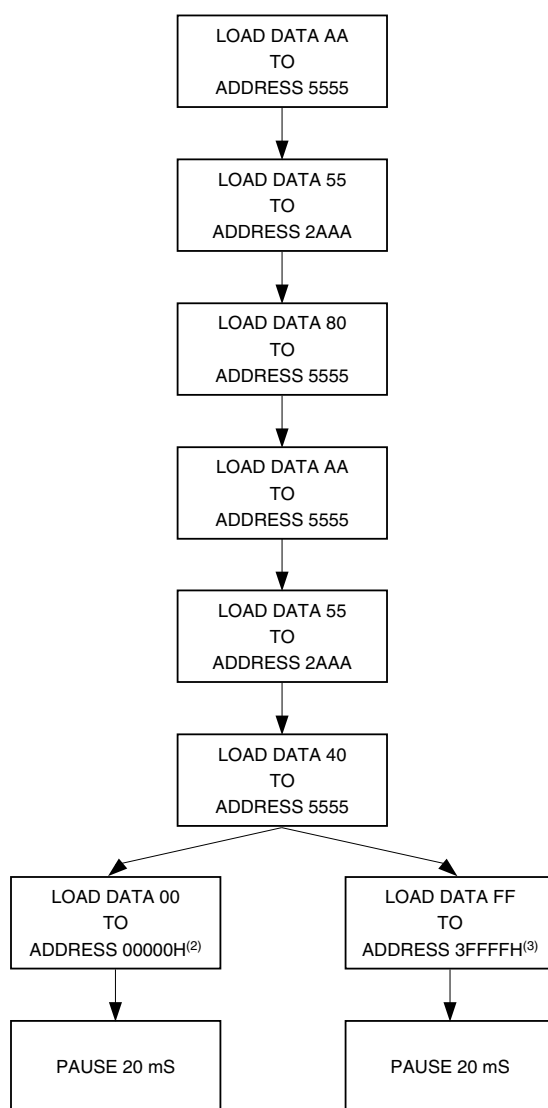 LOAD DATA AA
TO
ADDRESS 5555
LOAD DATA 55
TO
ADDRESS 2AAA
LOAD DATA 80
TO
ADDRESS 5555
LOAD DATA AA
TO
ADDRESS 5555
LOAD DATA 55
TO
ADDRESS 2AAA
LOAD DATA 40
TO
ADDRESS 5555
LOAD DATA 00
TO
ADDRESS 00000H(2)
LOAD DATA FF
TO
ADDRESS 3FFFFH(3)
PAUSE 20 mS
PAUSE 20 mS